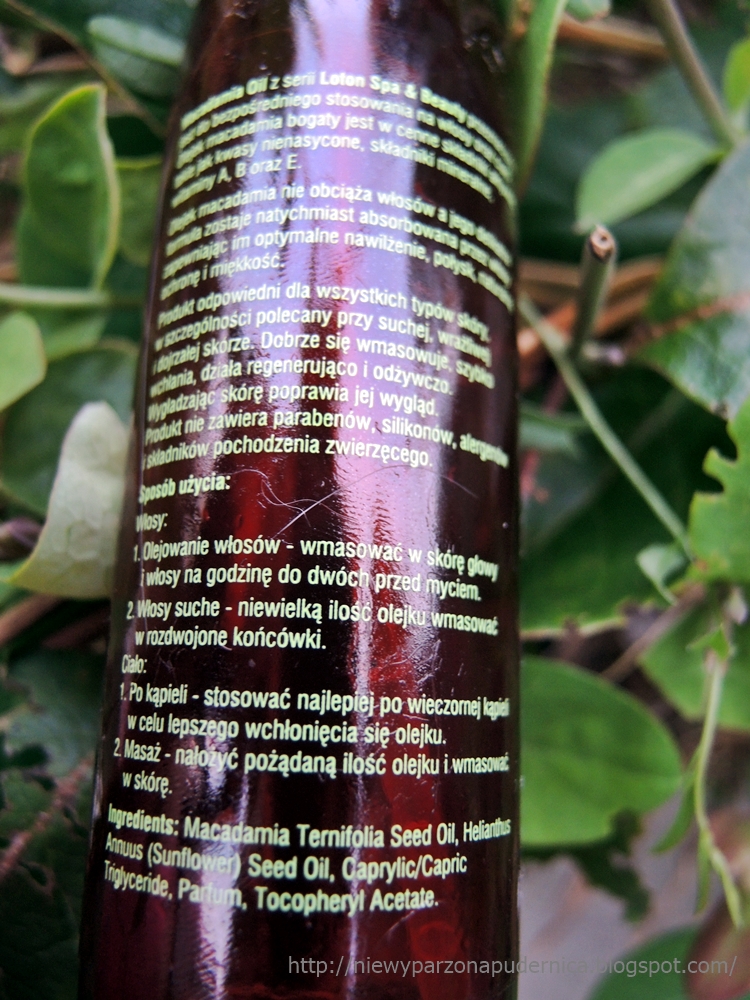 Macadamia Oil z serii Loton Spa & Beauty
do bezpośredniego stosowania na włosy
macadamia bogaty jest w cenne składniki
jak kwasy nienasycone, składniki mineralne,
witaminy A, B oraz E.
Olejek macadamia nie obciąża włosów a jego
formuła zostaje natychmiast absorbowana przez
zapewniając im optymalne nawilżenie, połysk,
ochronę i miękkość.
Produkt odpowiedni dla wszystkich typów skóry,
w szczególności polecany przy suchej, wrażliwej
i dojrzałej skórze. Dobrze się wmasowuje, szybko
wchłania, działa regenerująco i odżywczo.
Wygładzając skórę poprawia jej wygląd.
Produkt nie zawiera parabenów, silikonów, alergenów
i składników pochodzenia zwierzęcego.
Sposób użycia:
Włosy:
1. Olejowanie włosów - wmasować w skórę głowy
i włosy na godzinę do dwóch przed myciem.
2. Włosy suche - niewielką ilość olejku wmasować
w rozdwojone końcówki.
Ciało:
1. Po kąpieli - stosować najlepiej po wieczornej kąpieli
w celu lepszego wchłonięcia się olejku.
2. Masaż - nałożyć pożądaną ilość olejku i wmasować
w skórę.
Ingredients: Macadamia Ternifolia Seed Oil, Helianthus
Annuus (Sunflower) Seed Oil, Caprylic/Capric
Triglyceride, Parfum, Tocopheryl Acetate.
http://niewyparzonapudernica.blogspot.com/